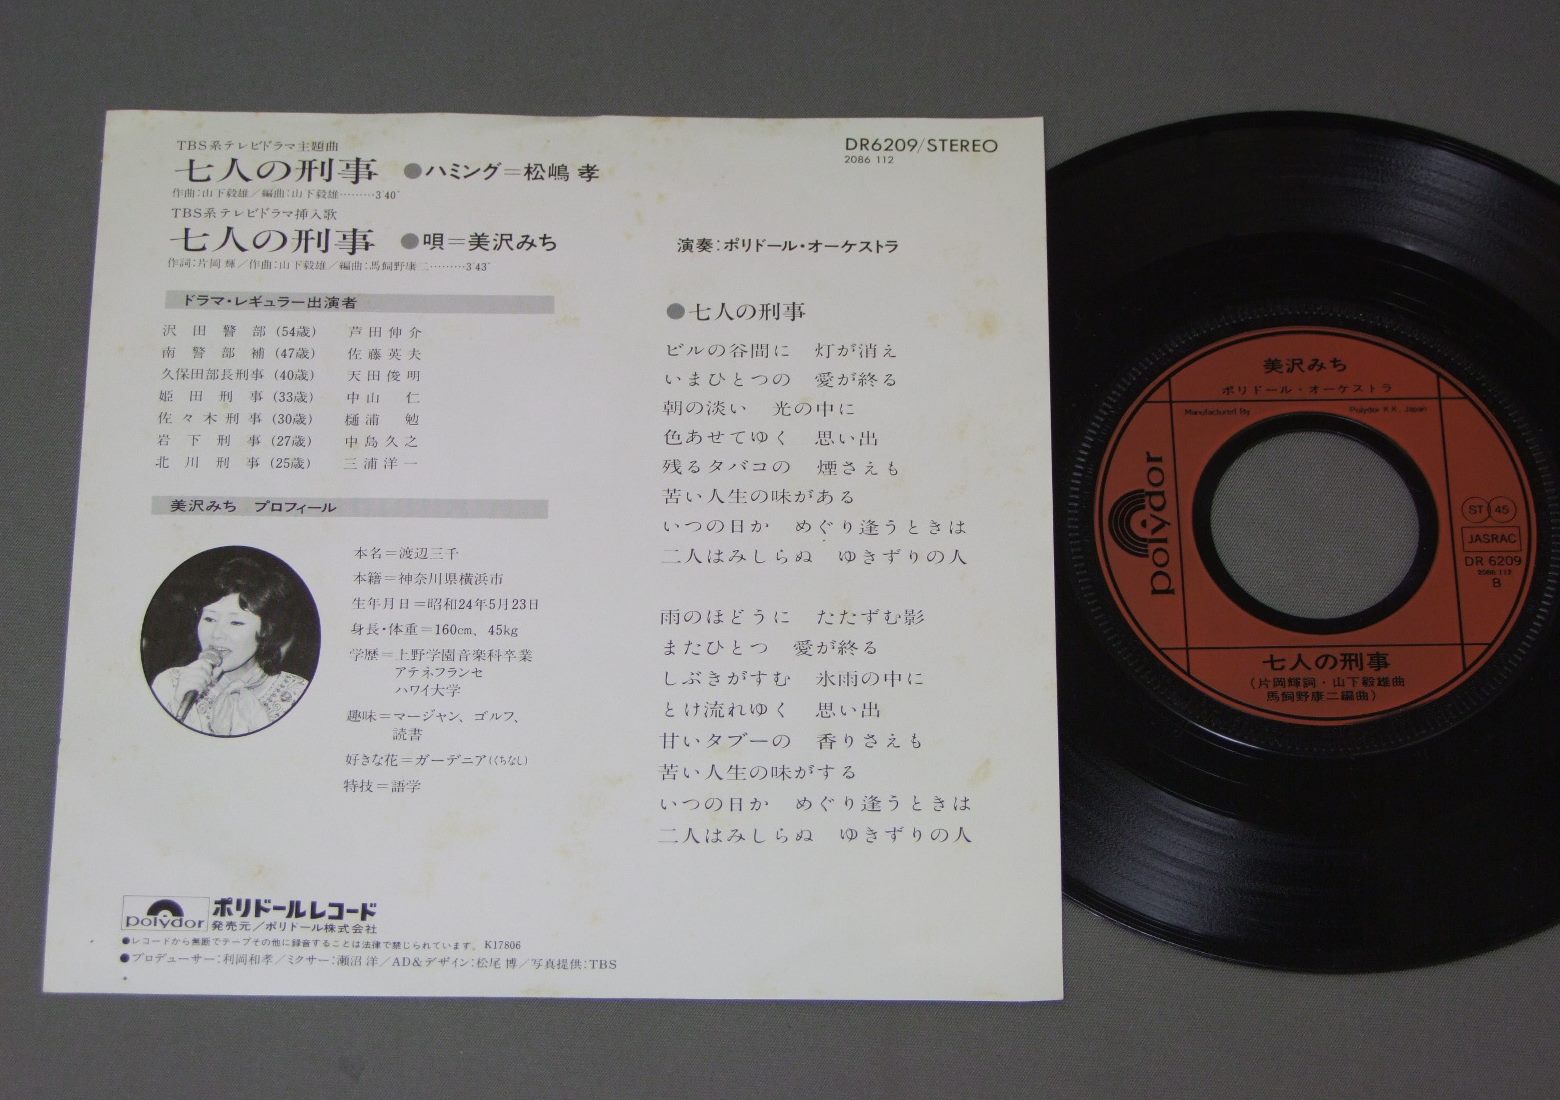 TBS系テレビドラマ主題曲
七人の刑事 ●ハミング=松嶋 孝
作曲:山下毅雄/編曲:山下毅雄………3′40″
TBS系テレビドラマ挿入歌
七人の刑事 ●唄=美沢みち
作詞:片岡 輝/作曲:山下毅雄/編曲:馬飼野康二………3′43″
DR6209/STEREO
2086 112
演奏:ポリドール・オーケストラ
ドラマ・レギュラー出演者
沢田警部 (54歳) 芦田伸介
南警部補 (47歳) 佐藤英夫
久保田部長刑事 (40歳) 天田俊明
姫田刑事 (33歳) 中山 仁
佐々木刑事 (30歳) 樋浦 勉
岩下刑事 (27歳) 中島久之
北川刑事 (25歳) 三浦洋一
美沢みち プロフィール
本名=渡辺三千
本籍=神奈川県横浜市
生年月日=昭和24年5月23日
身長・体重=160cm、45kg
学歴=上野学園音楽科卒業
アテネフランセ
ハワイ大学
趣味=マージャン、ゴルフ、
読書
好きな花=ガーデニア(くちなし)
特技=語学
●七人の刑事
ビルの谷間に 灯が消え
いまひとつの 愛が終る
朝の淡い 光の中に
色あせてゆく 思い出
残るタバコの 煙さえも
苦い人生の味がある
いつの日か めぐり逢うときは
二人はみしらぬ ゆきずりの人
雨のほどうに たたずむ影
またひとつ 愛が終る
しぶきがすむ 氷雨の中に
とけ流れゆく 思い出
甘いタブーの 香りさえも
苦い人生の味がする
いつの日か めぐり逢うときは
二人はみしらぬ ゆきずりの人
polydor ポリドールレコード
発売元/ポリドール株式会社
●レコードから無断でテープその他に録音することは法律で禁じられています。 K17806
●プロデューサー:利岡和孝/ミクサー:瀬沼 洋/AD&デザイン:松尾 博/写真提供:TBS
美沢みち
ポリドール・オーケストラ
Manufactured By Polydor K.K. Japan
polydor
ST 45
JASRAC
DR 6209
2086 112
B
七人の刑事
(片岡輝詞・山下毅雄曲
馬飼野康二編曲)